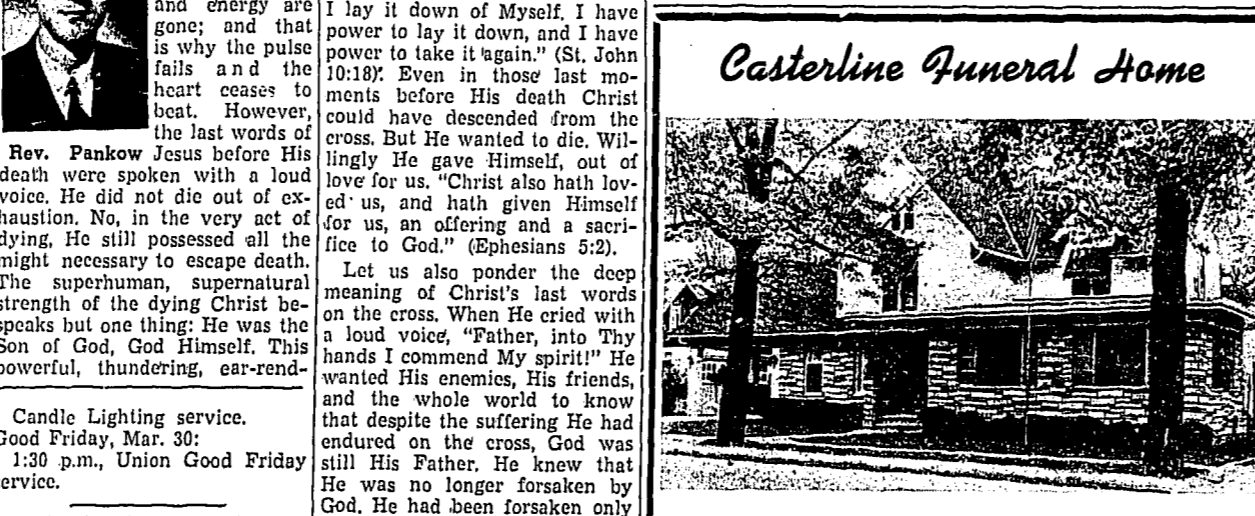 and energy are
gone; and that
is why the pulse
fails and the
heart ceases to
beat. However,
the last words of
Rev. Pankow Jesus before His
death were spoken with a loud
voice. He did not die out of ex-
haustion. No, in the very act of
dying, He still possessed all the
might necessary to escape death.
The superhuman, supernatural
strength of the dying Christ be-
speaks but one thing: He was the
Son of God, God Himself. This
powerful, thundering, ear-rend-
Candle Lighting service.
Good Friday, Mar. 30:
1:30 p.m., Union Good Friday
ervice.
I lay it down of Myself. I have
power to lay it down, and I have
power to take it again." (St. John
10:18). Even in those last mo-
ments before His death Christ
could have descended from the
cross. But He wanted to die. Wil-
lingly He gave Himself, out of
love for us. "Christ also hath lov-
ed us, and hath given Himself
for us, an offering and a sacri-
fice to God." (Ephesians 5:2).
Let us also ponder the deep
meaning of Christ's last words
on the cross. When He cried with
a loud voice, "Father, into Thy
hands I commend My spirit!" He
wanted His enemies, His friends,
and the whole world to know
that despite the suffering He had
endured on the cross, God was
still His Father. He knew that
He was no longer forsaken by
God. He had been forsaken only
Casterline Funeral Home